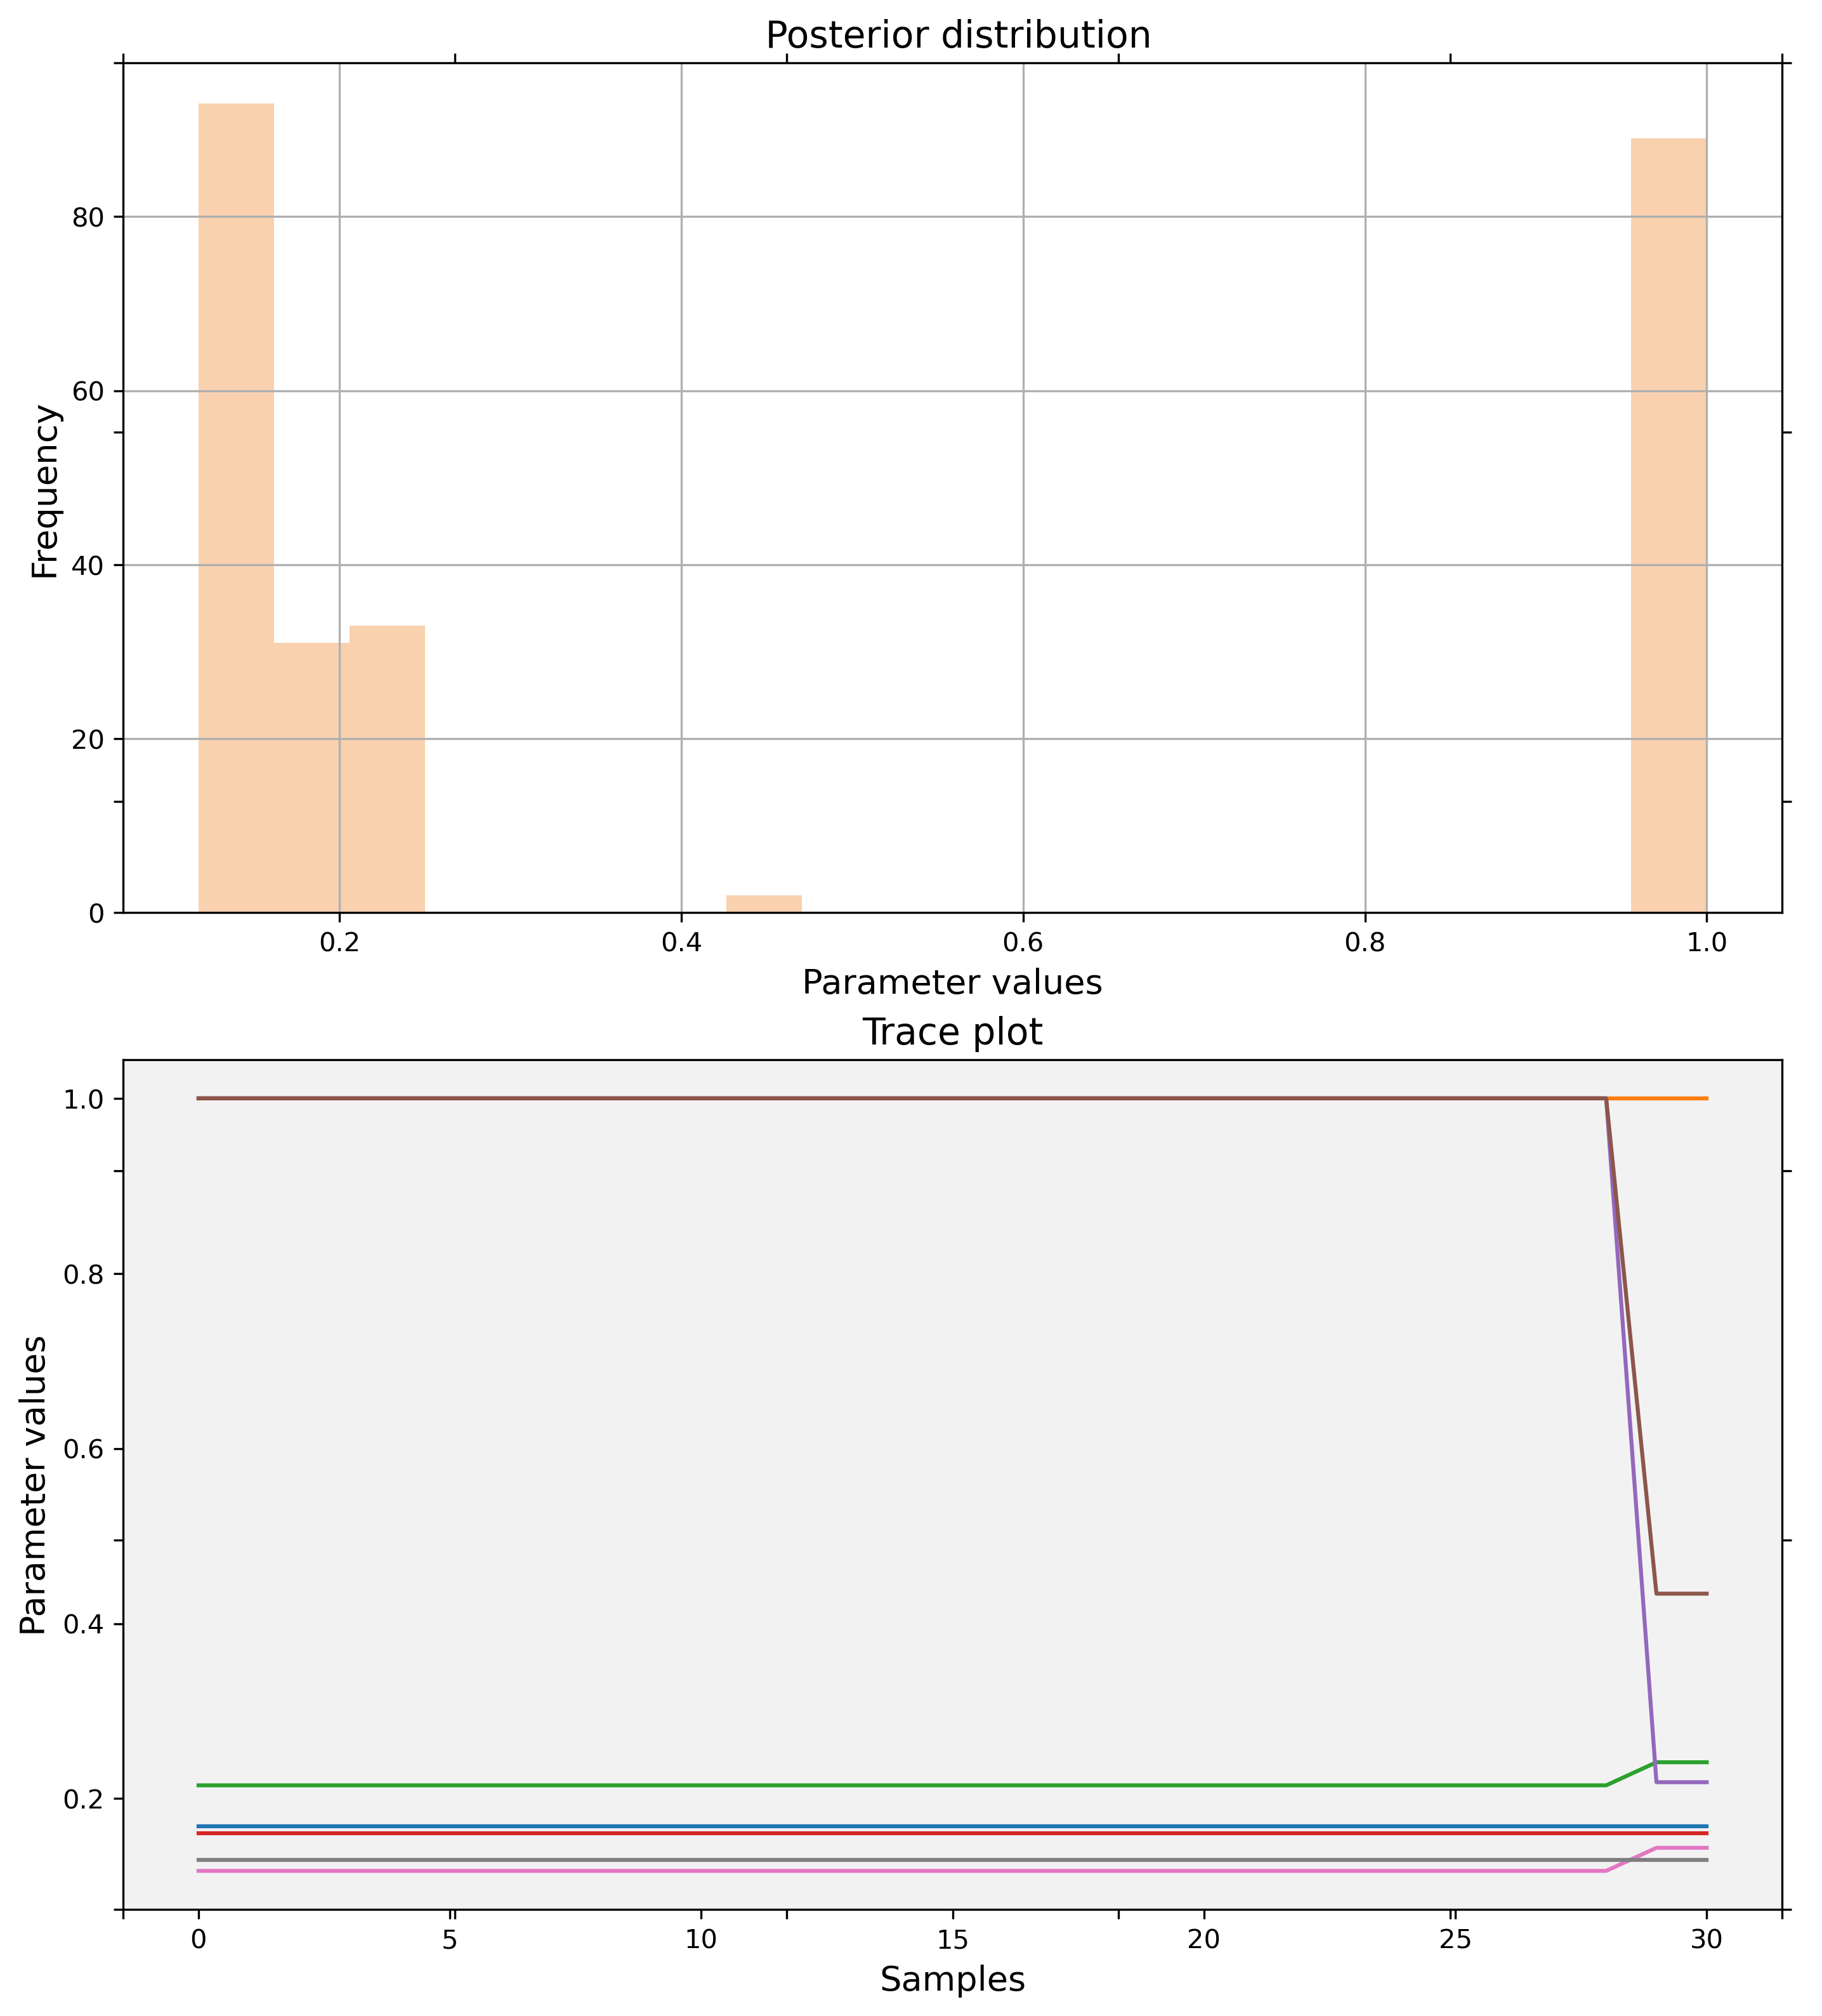 Posterior distribution
Frequency
80
60
40
20
0
0.2 0.4 0.6 0.8 1.0
Parameter values
Trace plot
Parameter values
1.0
0.8
0.6
0.4
0.2
0 5 10 15 20 25 30
Samples